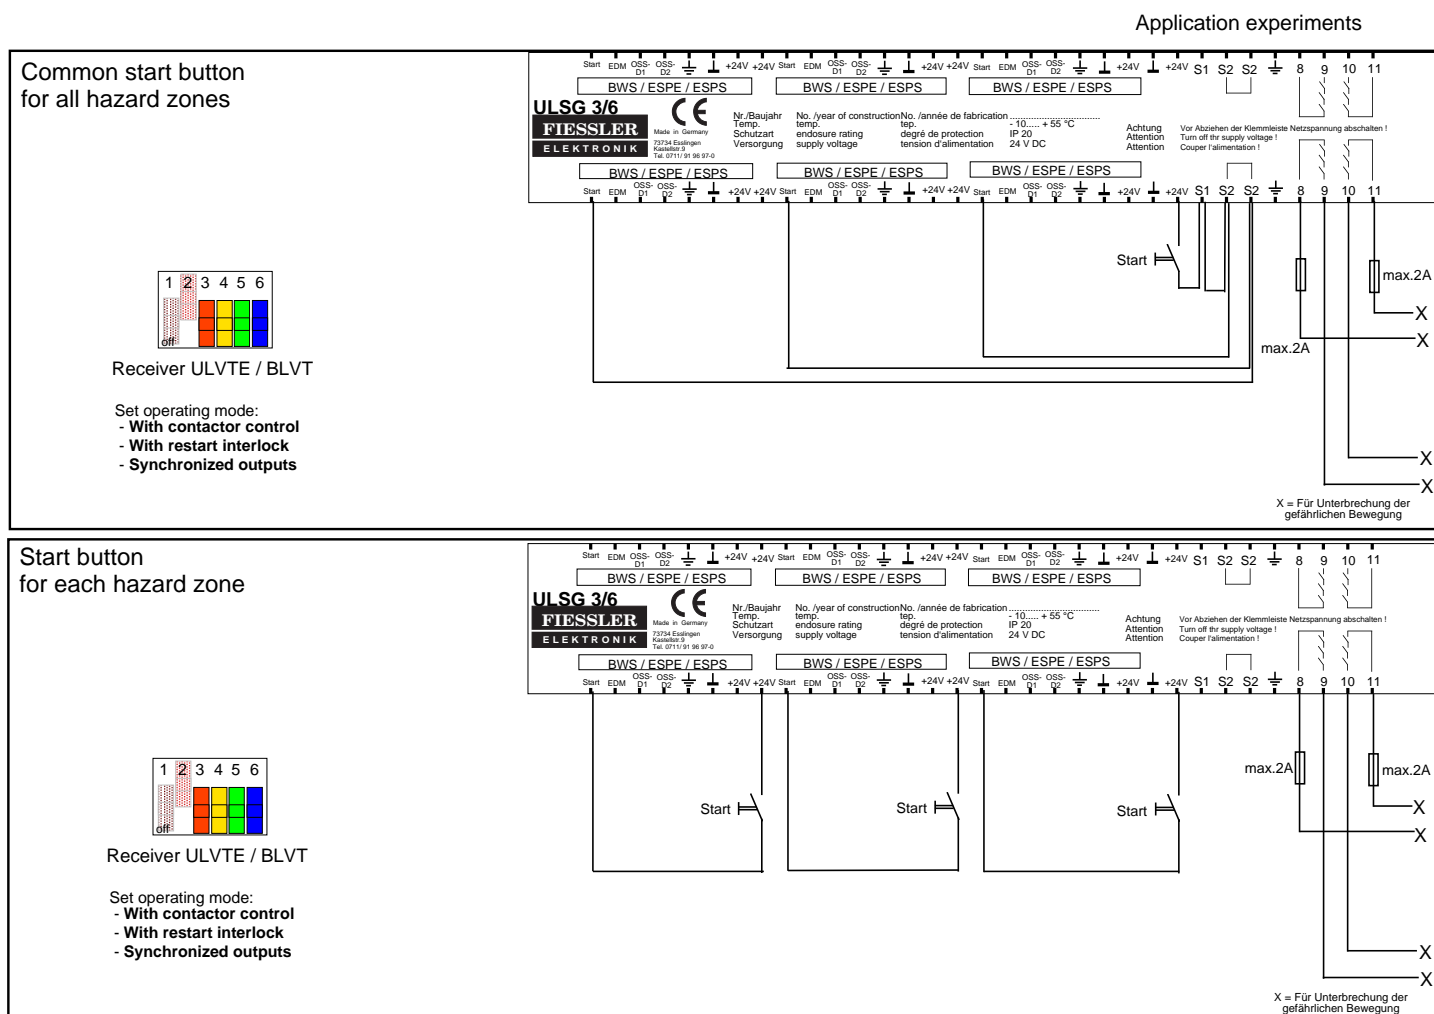 Application experiments
Common start button
for all hazard zones
Start EDM OSS-D1 OSS-D2 +24V +24V Start EDM OSS-D1 OSS-D2 +24V +24V Start EDM OSS-D1 OSS-D2 +24V +24V S1 S2 S2 8 9 10 11
BWS / ESPE / ESPS BWS / ESPE / ESPS BWS / ESPE / ESPS
ULSG 3/6
FIESSLER
ELEKTRONIK
CE
Made in Germany
73734 Esslingen
Kastellstr.9
Tel. 0711/ 91 96 97-0
Nr./Baujahr No. /year of construction No. /année de fabrication ........................
Temp. temp. tep. - 10..... + 55 °C
Schutzart endosure rating degré de protection IP 20
Versorgung supply voltage tension d'alimentation 24 V DC
Achtung Vor Abziehen der Klemmleiste Netzspannung abschalten !
Attention Turn off thr supply voltage !
Attention Couper l'alimentation !
BWS / ESPE / ESPS BWS / ESPE / ESPS BWS / ESPE / ESPS
Start EDM OSS-D1 OSS-D2 +24V +24V Start EDM OSS-D1 OSS-D2 +24V +24V Start EDM OSS-D1 OSS-D2 +24V +24V S1 S2 S2 8 9 10 11
Start
max.2A
X
X
max.2A
1 2 3 4 5 6
off
Receiver ULVTE / BLVT
Set operating mode:
- With contactor control
- With restart interlock
- Synchronized outputs
X
X
X = Für Unterbrechung der
gefährlichen Bewegung
Start button
for each hazard zone
Start EDM OSS-D1 OSS-D2 +24V +24V Start EDM OSS-D1 OSS-D2 +24V +24V Start EDM OSS-D1 OSS-D2 +24V +24V S1 S2 S2 8 9 10 11
BWS / ESPE / ESPS BWS / ESPE / ESPS BWS / ESPE / ESPS
ULSG 3/6
FIESSLER
ELEKTRONIK
CE
Made in Germany
73734 Esslingen
Kastellstr.9
Tel. 0711/ 91 96 97-0
Nr./Baujahr No. /year of construction No. /année de fabrication ........................
Temp. temp. tep. - 10..... + 55 °C
Schutzart endosure rating degré de protection IP 20
Versorgung supply voltage tension d'alimentation 24 V DC
Achtung Vor Abziehen der Klemmleiste Netzspannung abschalten !
Attention Turn off thr supply voltage !
Attention Couper l'alimentation !
BWS / ESPE / ESPS BWS / ESPE / ESPS BWS / ESPE / ESPS
Start EDM OSS-D1 OSS-D2 +24V +24V Start EDM OSS-D1 OSS-D2 +24V +24V Start EDM OSS-D1 OSS-D2 +24V +24V S1 S2 S2 8 9 10 11
max.2A max.2A
1 2 3 4 5 6
off
Start Start Start
X
X
Receiver ULVTE / BLVT
Set operating mode:
- With contactor control
- With restart interlock
- Synchronized outputs
X
X
X = Für Unterbrechung der
gefährlichen Bewegung